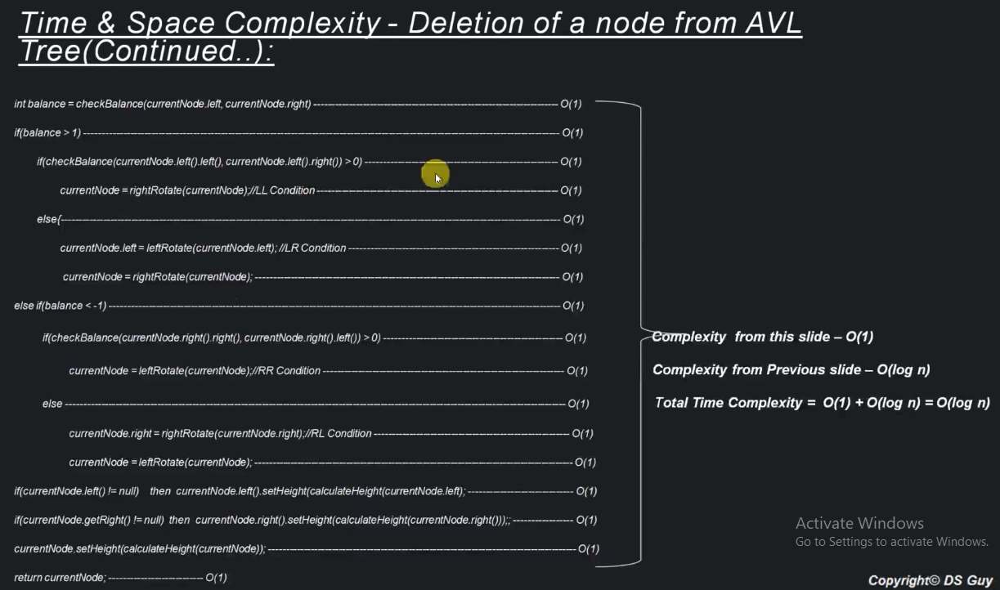 Time & Space Complexity - Deletion of a node from AVL
Tree(Continued..):
int balance = checkBalance(currentNode.left, currentNode.right) ---------------------------------------- O(1)
if(balance > 1) ---------------------------------------- O(1)
if(checkBalance(currentNode.left().left(), currentNode.left().right()) > 0) ---------------------------------------- O(1)
currentNode = rightRotate(currentNode);//LL Condition ---------------------------------------- O(1)
else{---------------------------------------- O(1)
currentNode.left = leftRotate(currentNode.left); //LR Condition ---------------------------------------- O(1)
currentNode = rightRotate(currentNode); ---------------------------------------- O(1)
else if(balance < -1) ---------------------------------------- O(1)
if(checkBalance(currentNode.right().right(), currentNode.right().left()) > 0) ---------------------------------------- O(1)
currentNode = leftRotate(currentNode);//RR Condition ---------------------------------------- O(1)
else ---------------------------------------- O(1)
currentNode.right = rightRotate(currentNode.right);//RL Condition ---------------------------------------- O(1)
currentNode = leftRotate(currentNode); ---------------------------------------- O(1)
if(currentNode.left() != null) then currentNode.left().setHeight(calculateHeight(currentNode.left); ------------------------- O(1)
if(currentNode.getRight() != null) then currentNode.right().setHeight(calculateHeight(currentNode.right()));; ---------------- O(1)
currentNode.setHeight(calculateHeight(currentNode)); ---------------------------------------- O(1)
return currentNode; ------------------------- O(1)
Complexity from this slide – O(1)
Complexity from Previous slide – O(log n)
Total Time Complexity = O(1) + O(log n) = O(log n)
Activate Windows
Go to Settings to activate Windows.
Copyright© DS Guy